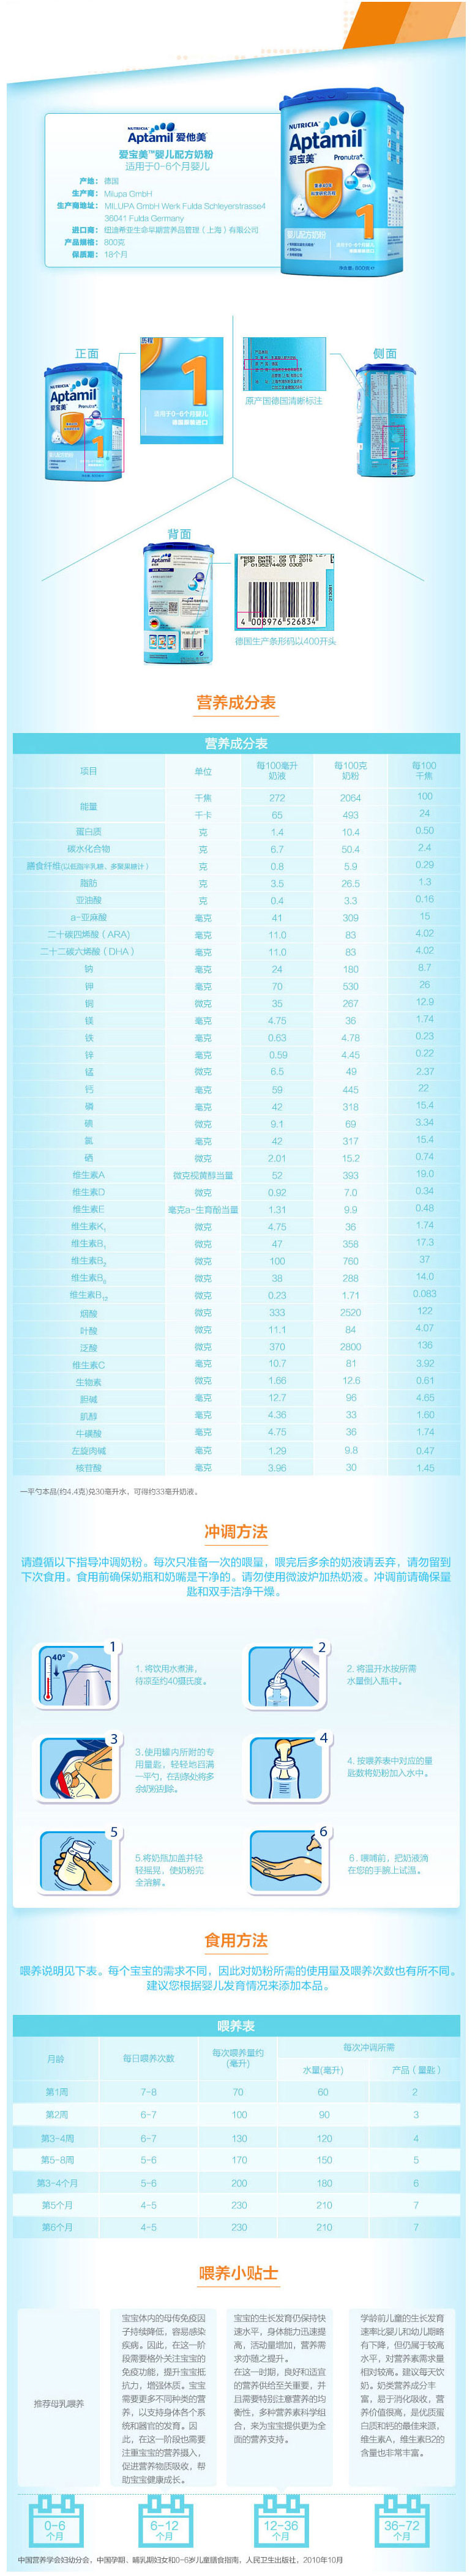 NUTRICIA
Aptamil 爱他美
爱宝美™婴儿配方奶粉
适用于0-6个月婴儿
产地： 德国
生产商： Milupa GmbH
生产商地址： MILUPA GmbH Werk Fulda Schleyerstrasse4
36041 Fulda Germany
进口商： 纽迪希亚生命早期营养品管理（上海）有限公司
产品规格： 800克
保质期： 18个月
NUTRICIA
Aptamil
爱宝美 Pronutra+
1
婴儿配方奶粉
正面
侧面
历程
1
适用于0-6个月婴儿
原产国德国清晰标注
背面
4 008976 526834
德国生产条形码以400开头
营养成分表
营养成分表
项目 单位 每100毫升奶液 每100克奶粉 每100千焦
能量 千焦 272 2064 100
千卡 65 493 24
蛋白质 克 1.4 10.4 0.50
碳水化合物 克 6.7 50.4 2.4
膳食纤维(以低聚半乳糖、多聚果糖计) 克 0.8 5.9 0.29
脂肪 克 3.5 26.5 1.3
亚油酸 克 0.4 3.3 0.16
a-亚麻酸 毫克 41 309 15
二十碳四烯酸（ARA) 毫克 11.0 83 4.02
二十二碳六烯酸（DHA） 毫克 11.0 83 4.02
钠 毫克 24 180 8.7
钾 毫克 70 530 26
铜 微克 35 267 12.9
镁 毫克 4.75 36 1.74
铁 毫克 0.63 4.78 0.23
锌 毫克 0.59 4.45 0.22
锰 微克 6.5 49 2.37
钙 毫克 59 445 22
磷 毫克 42 318 15.4
碘 微克 9.1 69 3.34
氯 毫克 42 317 15.4
硒 微克 2.01 15.2 0.74
维生素A 微克视黄醇当量 52 393 19.0
维生素D 微克 0.92 7.0 0.34
维生素E 毫克a-生育酚当量 1.31 9.9 0.48
维生素K1 微克 4.75 36 1.74
维生素B1 微克 47 358 17.3
维生素B2 微克 100 760 37
维生素B6 微克 38 288 14.0
维生素B12 微克 0.23 1.71 0.083
烟酸 微克 333 2520 122
叶酸 微克 11.1 84 4.07
泛酸 微克 370 2800 136
维生素C 毫克 10.7 81 3.92
生物素 微克 1.66 12.6 0.61
胆碱 毫克 12.7 96 4.65
肌醇 毫克 4.36 33 1.60
牛磺酸 毫克 4.75 36 1.74
左旋肉碱 毫克 1.29 9.8 0.47
核苷酸 毫克 3.96 30 1.45
一平勺本品(约4.4克)兑30毫升水，可得约33毫升奶液。
冲调方法
请遵循以下指导冲调奶粉。每次只准备一次的喂量，喂完后多余的奶液请丢弃，请勿留到
下次食用。食用前确保奶瓶和奶嘴是干净的。请勿使用微波炉加热奶液。冲调前请确保量
匙和双手洁净干燥。
1
40°
1. 将饮用水煮沸，
待凉至约40摄氏度。
2
2. 将温开水按所需
水量倒入瓶中。
3
3.使用罐内所附的专
用量匙，轻轻地舀满
一平勺，在刮条处将多
余奶粉刮除。
4
4. 按喂养表中对应的量
匙数将奶粉加入水中。
5
5.将奶瓶加盖并轻
轻摇晃，使奶粉完
全溶解。
6
6. 喂哺前，把奶液滴
在您的手腕上试温。
食用方法
喂养说明见下表。每个宝宝的需求不同，因此对奶粉所需的使用量及喂养次数也有所不同。
建议您根据婴儿发育情况来添加本品。
喂养表
月龄 每日喂养次数 每次喂养量约(毫升) 每次冲调所需
水量(毫升) 产品（量匙）
第1周 7-8 70 60 2
第2周 6-7 100 90 3
第3-4周 6-7 130 120 4
第5-8周 5-6 170 150 5
第3-4个月 5-6 200 180 6
第5个月 4-5 230 210 7
第6个月 4-5 230 210 7
喂养小贴士
推荐母乳喂养
宝宝体内的母传免疫因
子持续降低，容易感染
疾病。因此，在这一阶
段需要格外关注宝宝的
免疫功能，提升宝宝抵
抗力，增强体质。宝宝
需要更多不同种类的营
养，以支持身体各个系
统和器官的发育。因
此，在这一阶段也需要
注重宝宝的营养摄入，
促进营养物质吸收，帮
助宝宝健康成长。
宝宝的生长发育仍保持快
速水平，身体能力迅速提
高，活动量增加，营养需
求亦随之提升。
在这一时期，良好和适宜
的营养供给至关重要，并
且需要特别注意营养的均
衡性，多种营养素科学组
合，来为宝宝提供更为全
面的营养支持。
学龄前儿童的生长发育
速率比婴儿和幼儿期略
有下降，但仍属于较高
水平，对营养素需求量
相对较高。建议每天饮
奶。奶类营养成分丰
富，易于消化吸收，营
养价值很高，是优质蛋
白质和钙的最佳来源，
维生素A，维生素B2的
含量也非常丰富。
0-6
个月
6-12
个月
12-36
个月
36-72
个月
中国营养学会妇幼分会，中国孕期、哺乳期妇女和0-6岁儿童膳食指南，人民卫生出版社，2010年10月